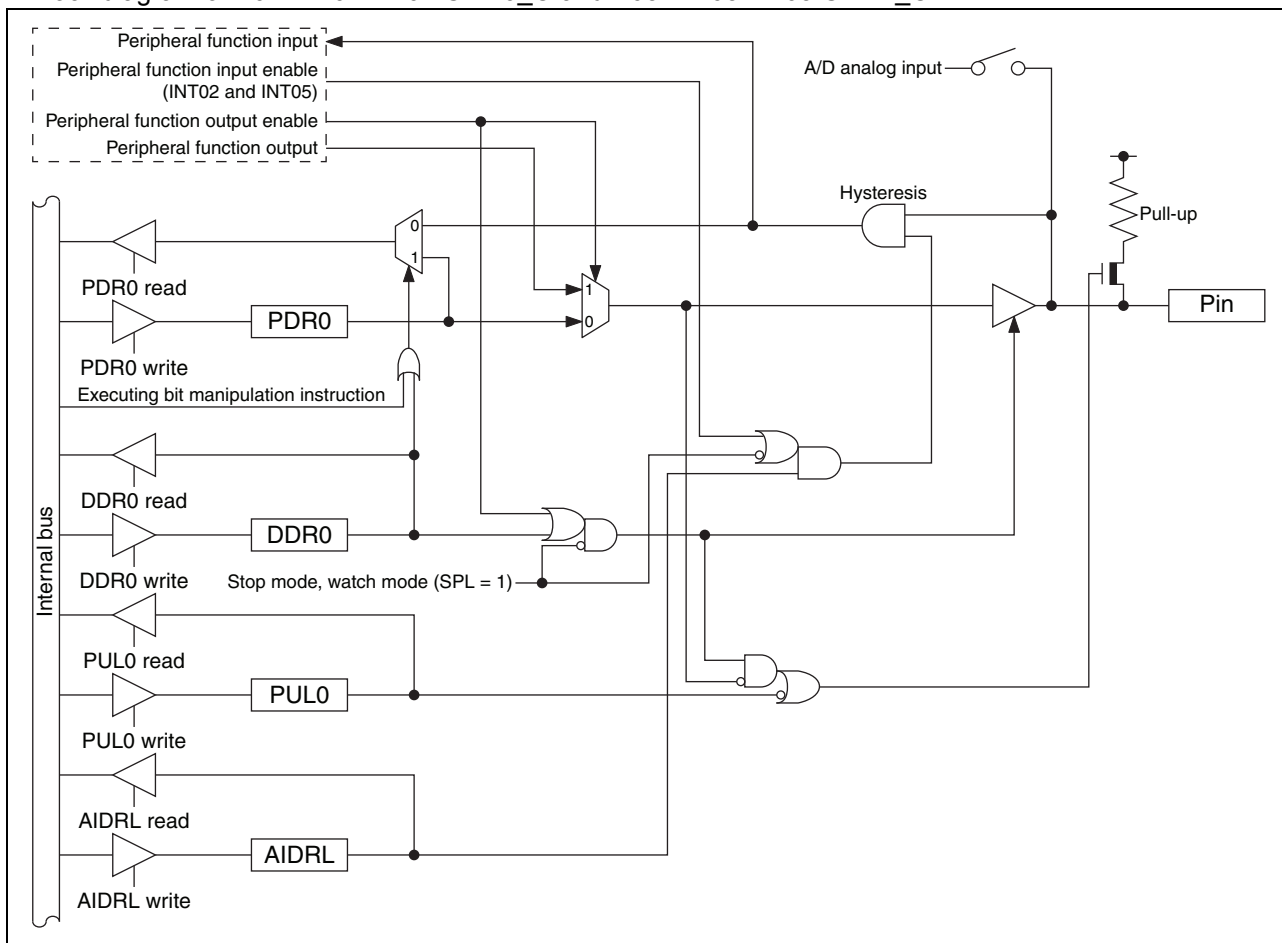 Peripheral function input
Peripheral function input enable
(INT02 and INT05)
Peripheral function output enable
Peripheral function output
A/D analog input
Hysteresis
Pull-up
0
1
PDR0 read
1
PDR0
0
Pin
PDR0 write
Executing bit manipulation instruction
DDR0 read
DDR0
DDR0 write
Stop mode, watch mode (SPL = 1)
Internal bus
PUL0 read
PUL0
PUL0 write
AIDRL read
AIDRL
AIDRL write